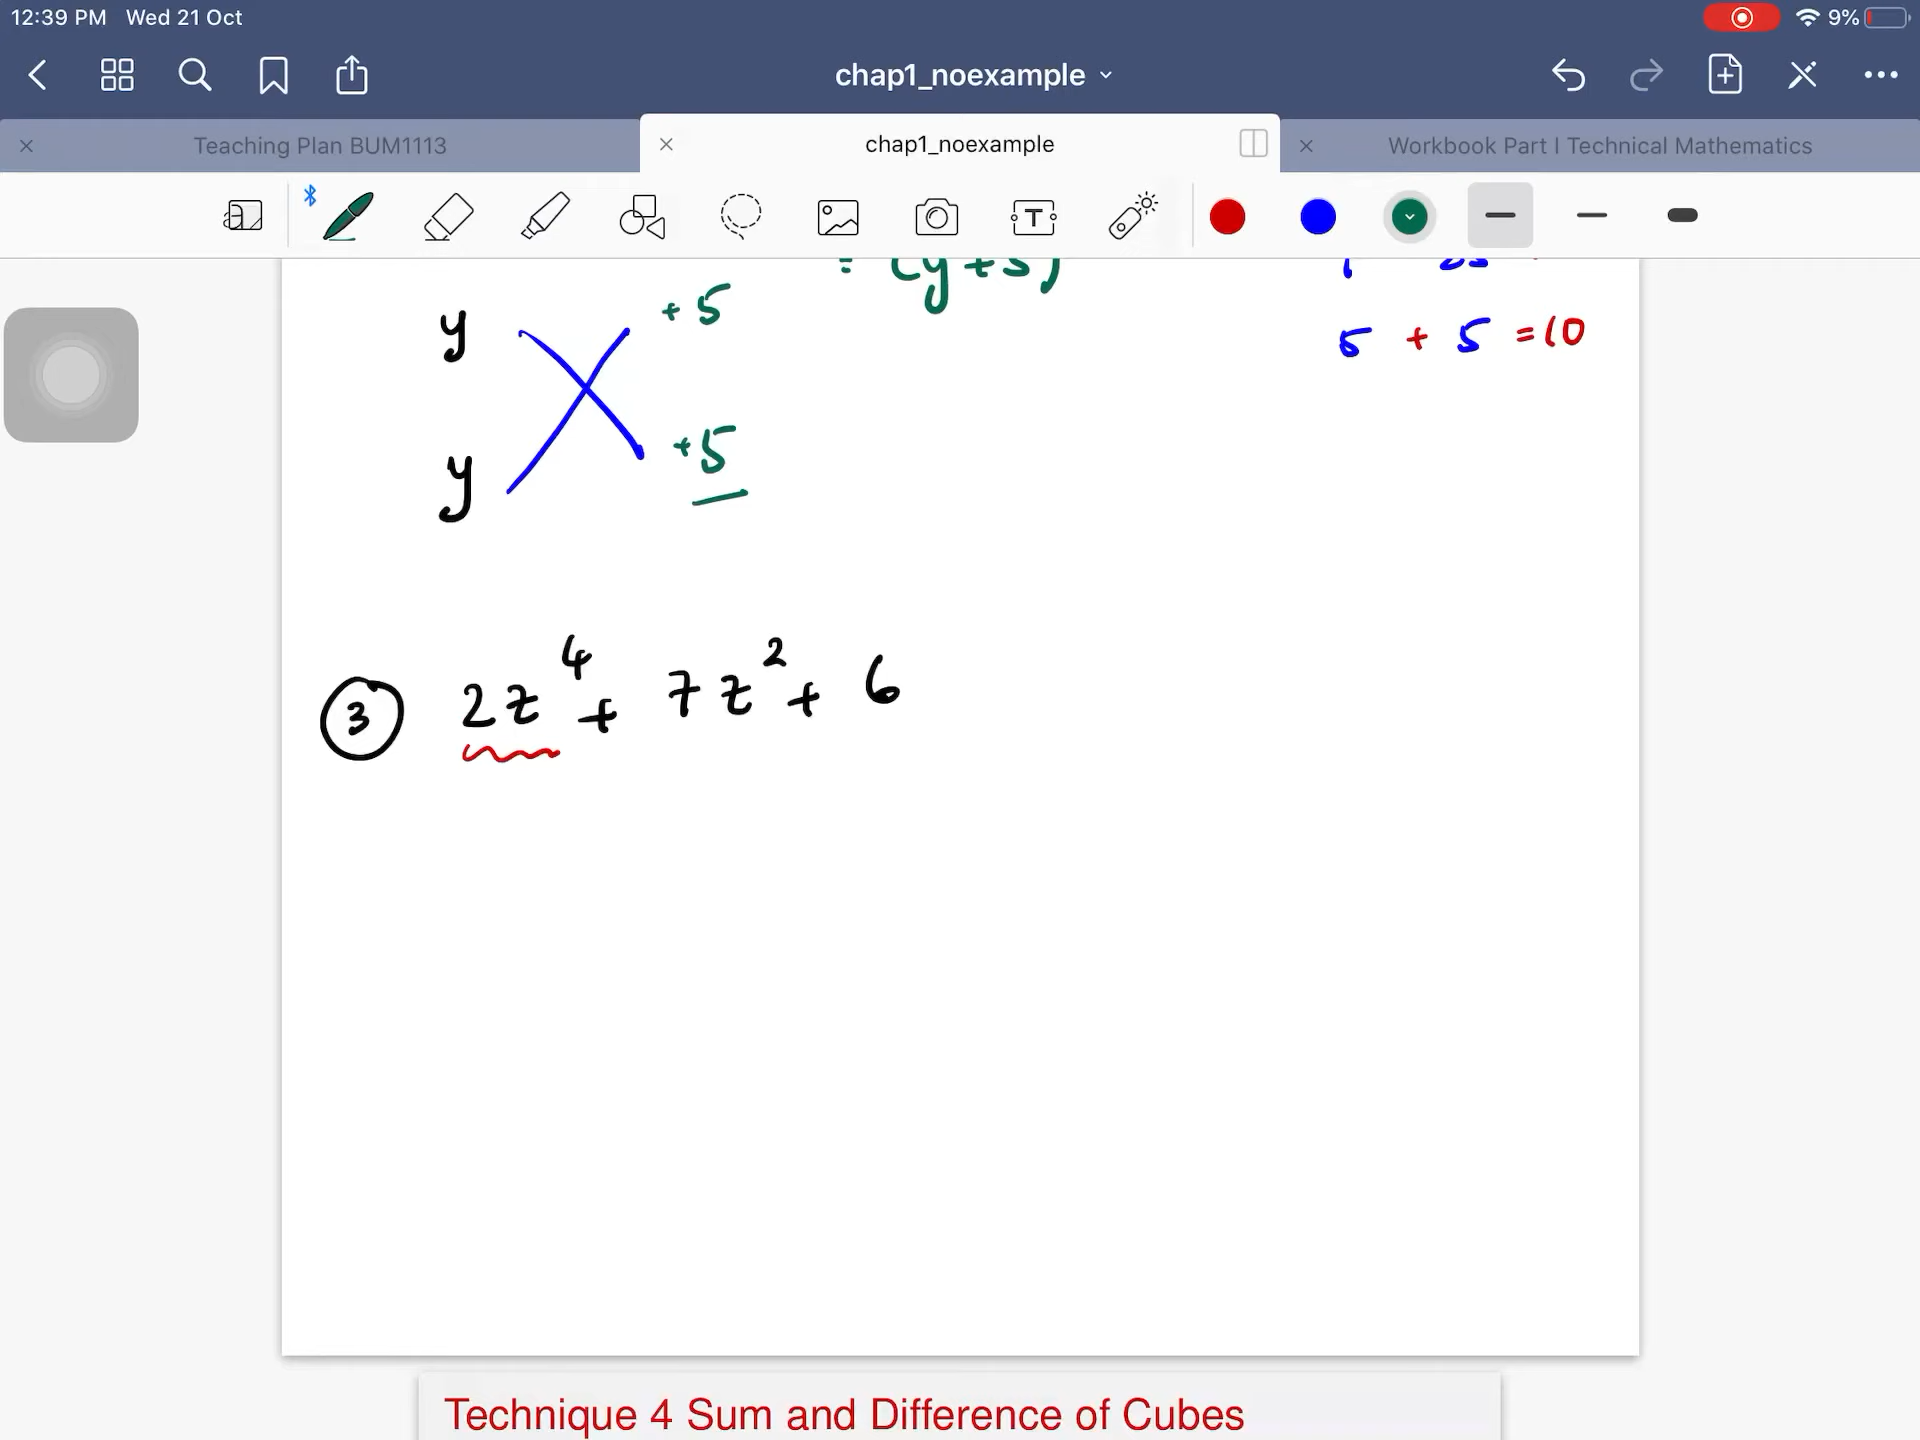 12:39 PM Wed 21 Oct 9%
chap1_noexample
Teaching Plan BUM1113 chap1_noexample Workbook Part I Technical Mathematics
y +5 5 + 5 = 10
y +5
③ 2z⁴ + 7z² + 6
Technique 4 Sum and Difference of Cubes